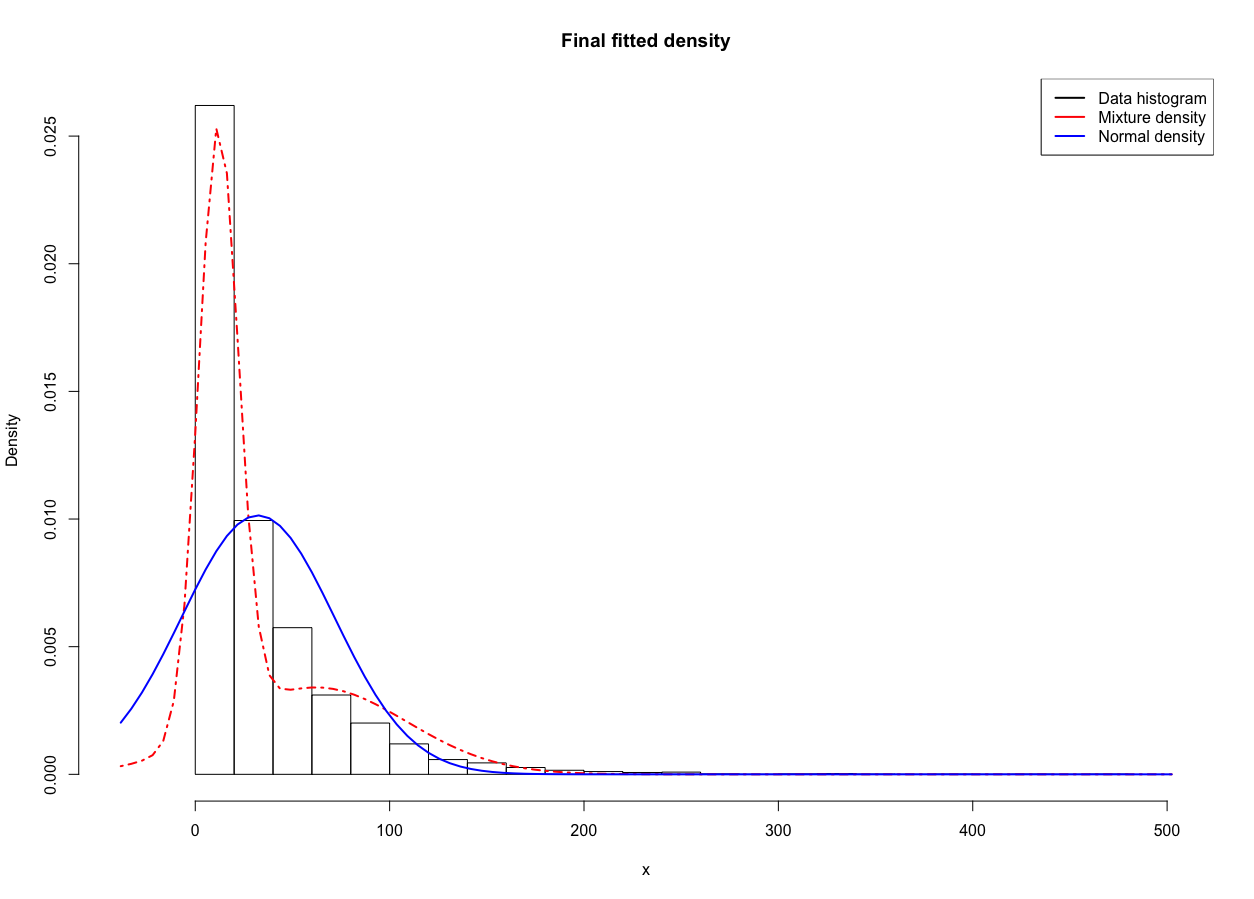 Final fitted density
Data histogram
Mixture density
Normal density
Density
0.025
0.020
0.015
0.010
0.005
0.000
0 100 200 300 400 500
x